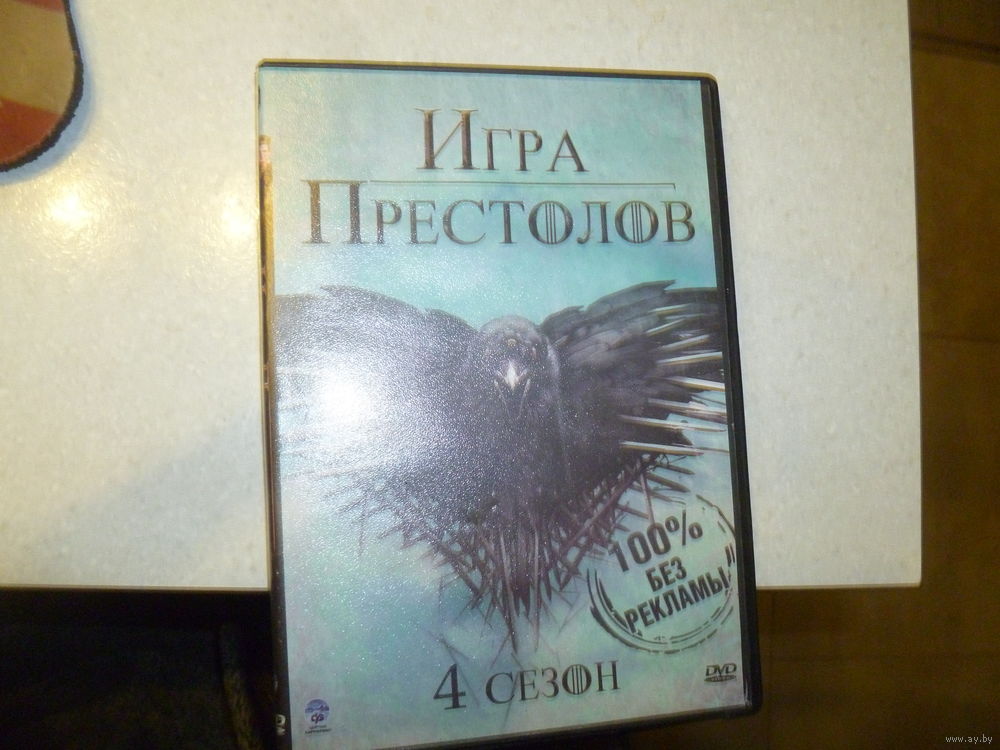 Игра
Престолов
100%
БЕЗ
РЕКЛАМЫ
4 сезон
DVD
www.ay.by